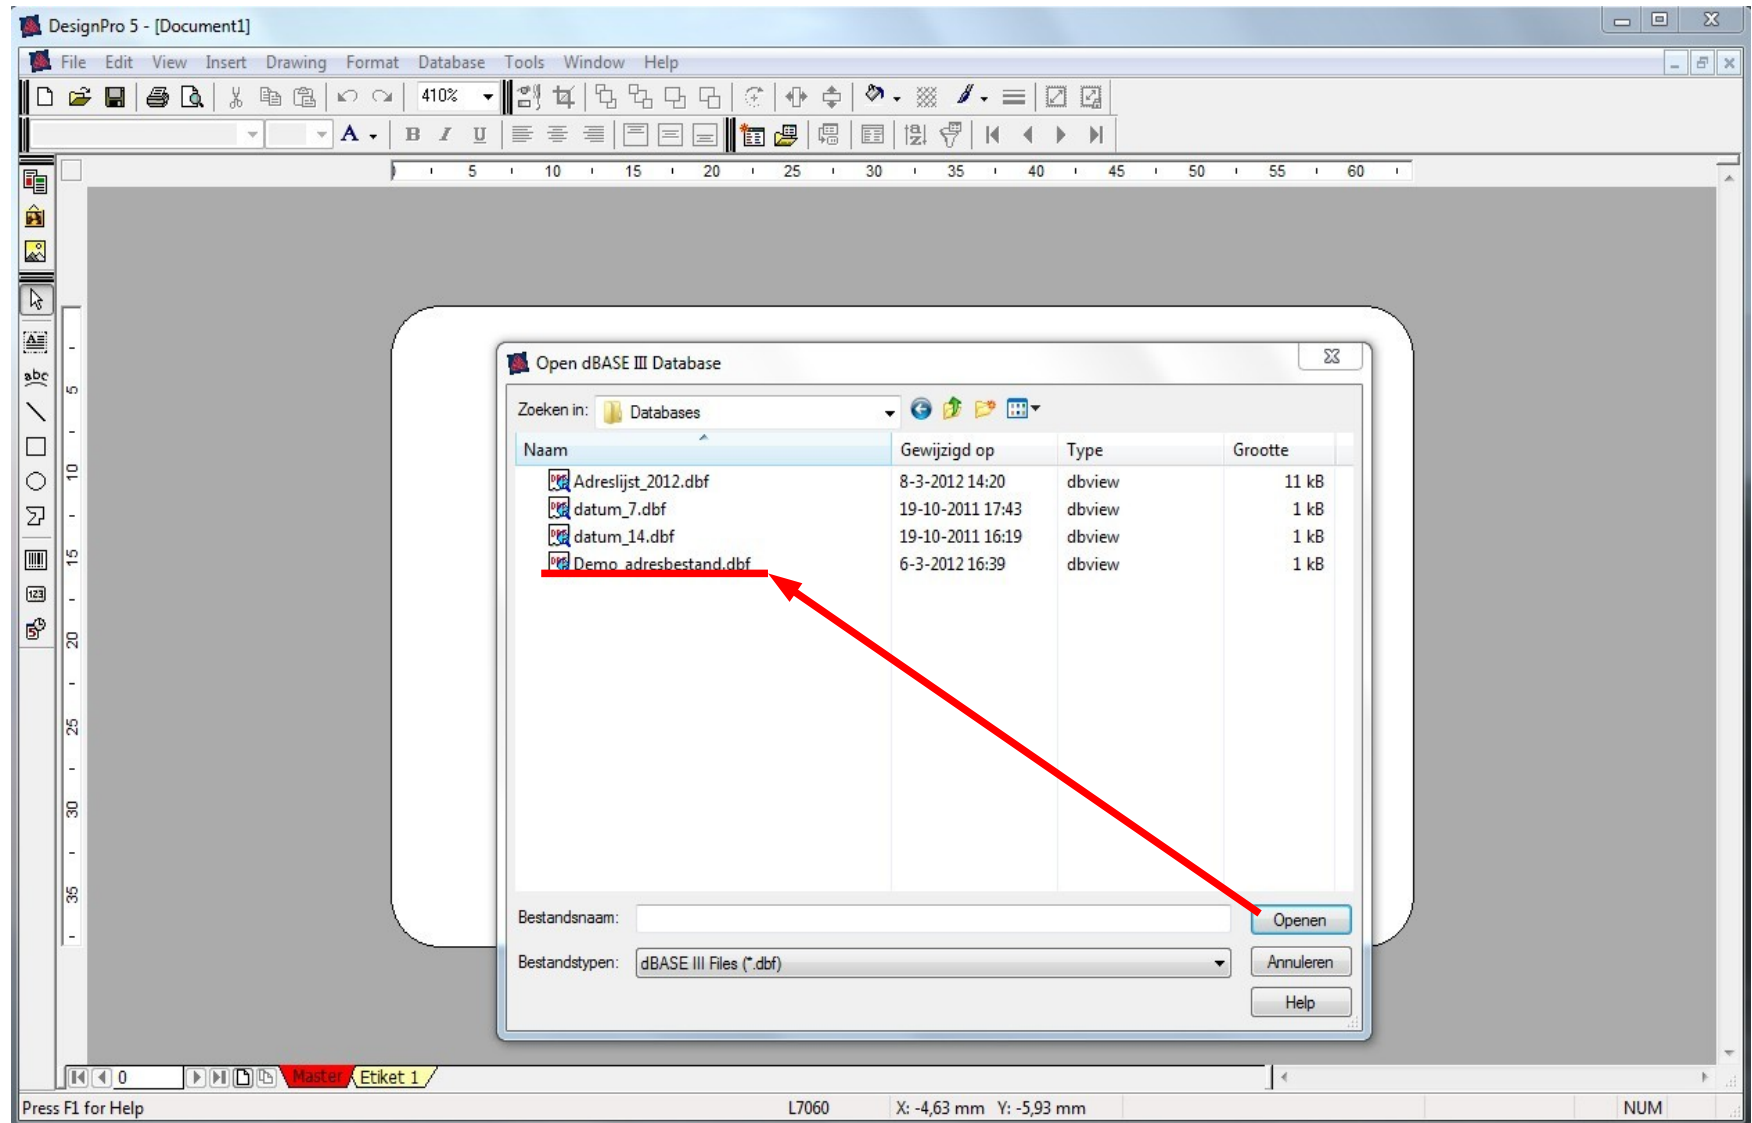 DesignPro 5 - [Document1]
File Edit View Insert Drawing Format Database Tools Window Help
410%
A B I U
5 10 15 20 25 30 35 40 45 50 55 60
abc
5
10
15
123
20
25
30
35
Open dBASE III Database
Zoeken in: Databases
Naam Gewijzigd op Type Grootte
Adreslijst_2012.dbf 8-3-2012 14:20 dbview 11 kB
datum_7.dbf 19-10-2011 17:43 dbview 1 kB
datum_14.dbf 19-10-2011 16:19 dbview 1 kB
Demo_adresbestand.dbf 6-3-2012 16:39 dbview 1 kB
Bestandsnaam: Openen
Bestandstypen: dBASE III Files (*.dbf) Annuleren
Help
0 Master Etiket 1
Press F1 for Help L7060 X: -4,63 mm Y: -5,93 mm NUM